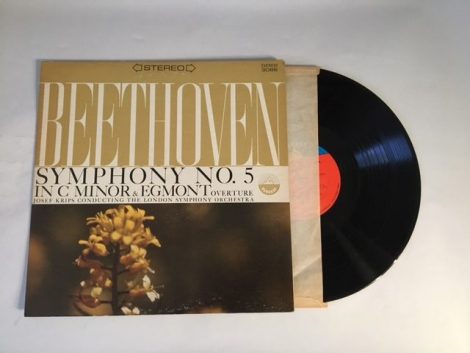 STEREO
BEETHOVEN
SYMPHONY NO. 5
IN C MINOR & EGMONT OVERTURE
JOSEF KRIPS CONDUCTING THE LONDON SYMPHONY ORCHESTRA